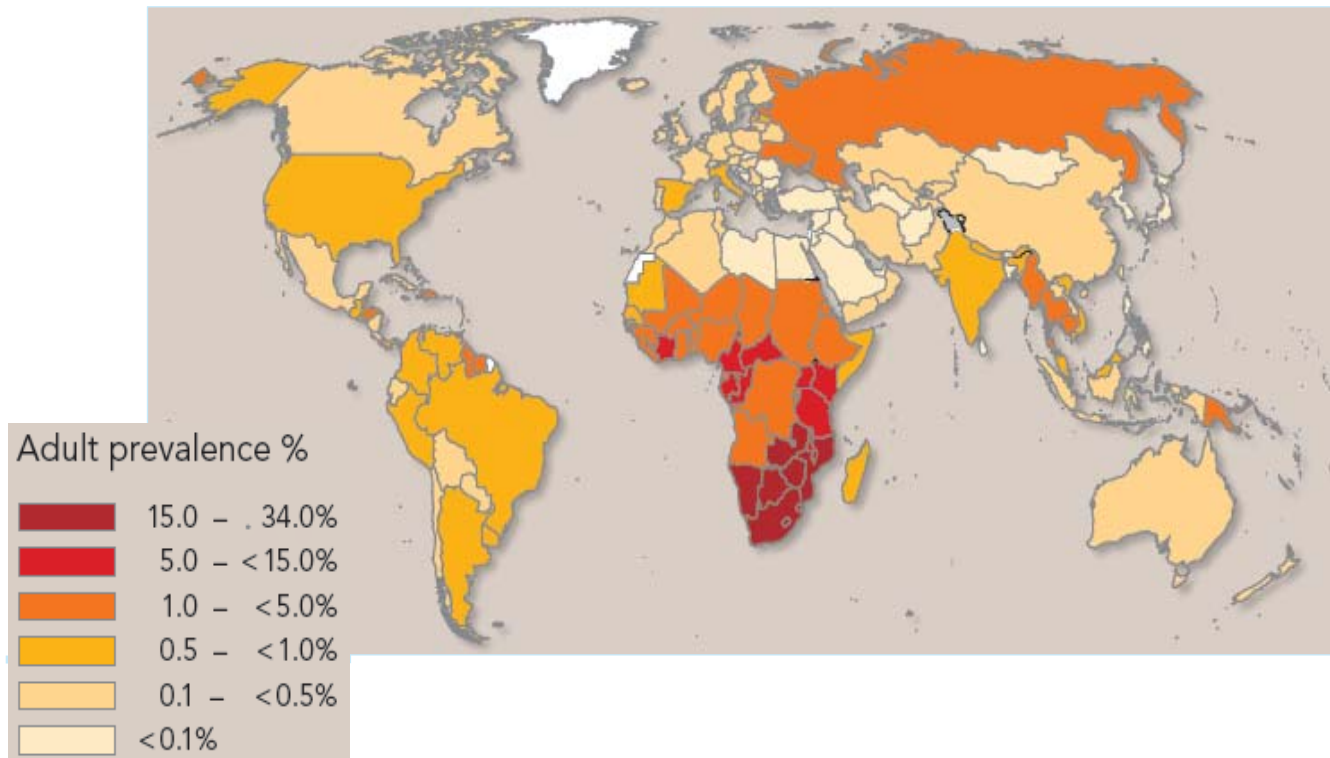 Adult prevalence %
15.0 – . 34.0%
5.0 – <15.0%
1.0 – <5.0%
0.5 – <1.0%
0.1 – <0.5%
<0.1%